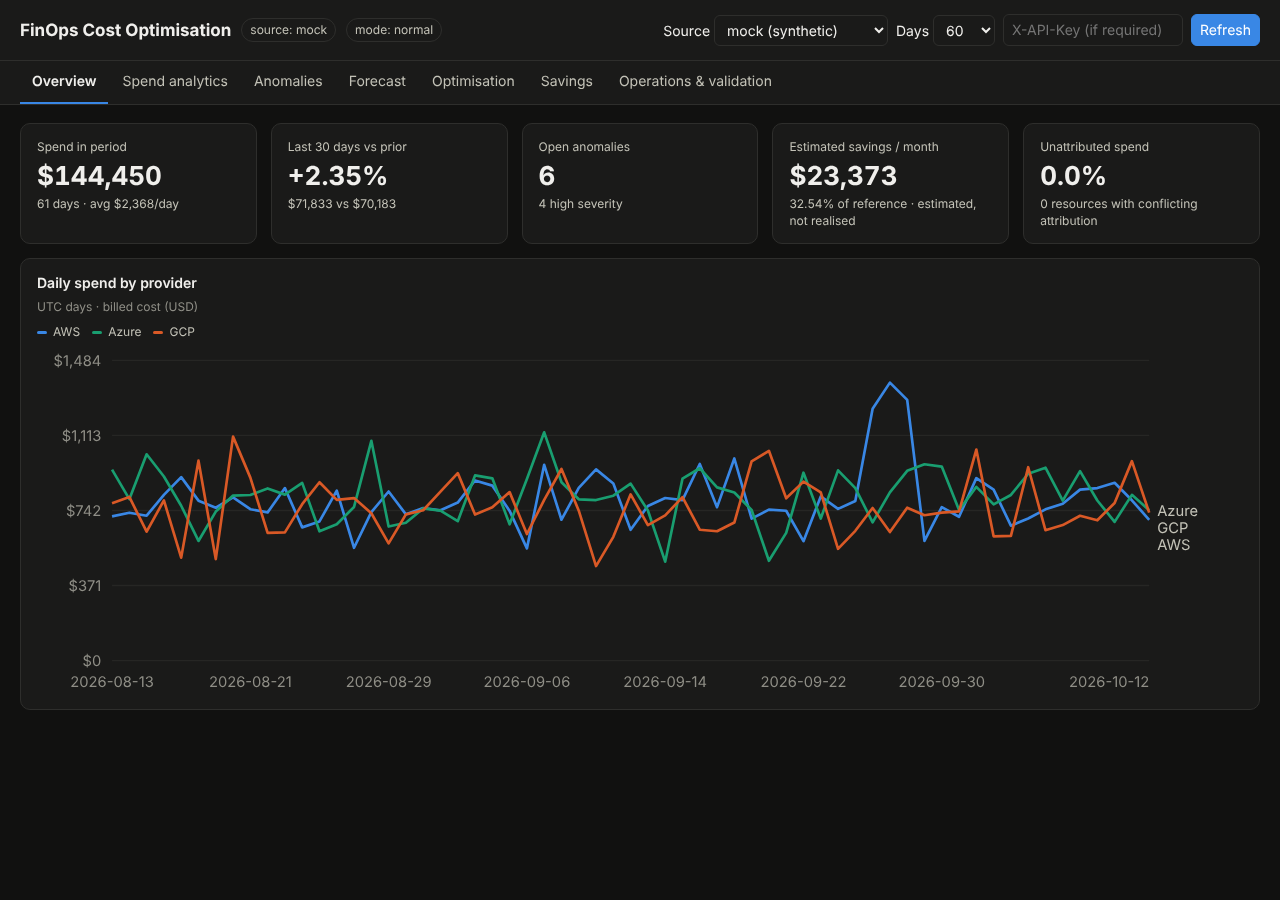 FinOps Cost Optimisation
source: mock
mode: normal
Source
mock (synthetic)
Days
60
X-API-Key (if required)
Refresh
Overview
Spend analytics
Anomalies
Forecast
Optimisation
Savings
Operations & validation
Spend in period
$144,450
61 days · avg $2,368/day
Last 30 days vs prior
+2.35%
$71,833 vs $70,183
Open anomalies
6
4 high severity
Estimated savings / month
$23,373
32.54% of reference · estimated,
not realised
Unattributed spend
0.0%
0 resources with conflicting
attribution
Daily spend by provider
UTC days · billed cost (USD)
AWS
Azure
GCP
$1,484
$1,113
$742
$371
$0
Azure
GCP
AWS
2026-08-13
2026-08-21
2026-08-29
2026-09-06
2026-09-14
2026-09-22
2026-09-30
2026-10-12